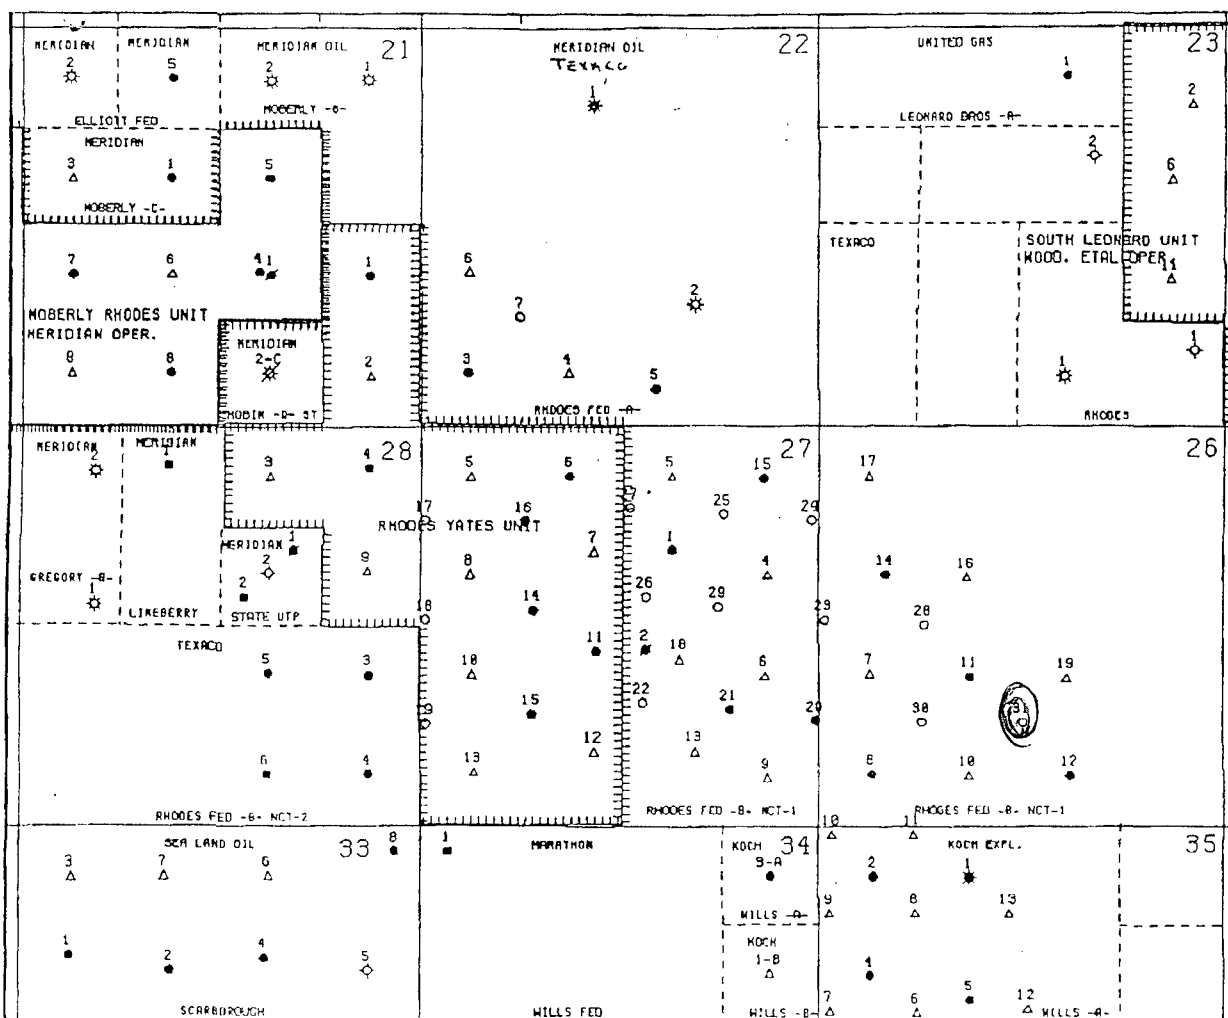 MERIDIAN
MERIDIAN
MERIDIAN OIL
21
MERIDIAN OIL
22
UNITED GAS
23
TEXACO
2
5
2
1
1
1
2
ELLIOTT FED
MOBERLY -B-
LEONARD BROS -A-
MERIDIAN
2
3
1
5
6
MOBERLY -C-
7
6
4
1
1
6
TEXACO
SOUTH LEONARD UNIT
WOOD. ETAL OPER
11
2
7
MOBERLY RHODES UNIT
MERIDIAN OPER.
MERIDIAN
8
8
2-C
2
3
4
5
1
1
-D- ST
RHODES FED -A-
RHODES
MERIDIAN
MERIDIAN
28
27
26
2
1
3
4
5
6
5
15
17
17
16
25
29
RHODES YATES UNIT
MERIDIAN
1
7
1
2
9
8
4
14
16
GREGORY -B-
1
2
LINEBERRY
STATE UTP
18
14
26
29
23
28
TEXACO
11
2
18
5
3
10
6
7
11
19
22
21
15
20
30
31
6
4
13
12
13
9
8
10
12
RHODES FED -B- NCT-2
RHODES FED -B- NCT-1
RHODES FED -B- NCT-1
10
11
SEA LAND OIL
33
8
1
MARATHON
KOCH
34
KOCH EXPL.
35
3
7
6
3-A
2
1
WILLS -A-
9
8
13
KOCH
1
2
4
5
1-B
4
5
SCARBOROUGH
WILLS FED
WILLS -B-
7
6
12
WILLS -A-